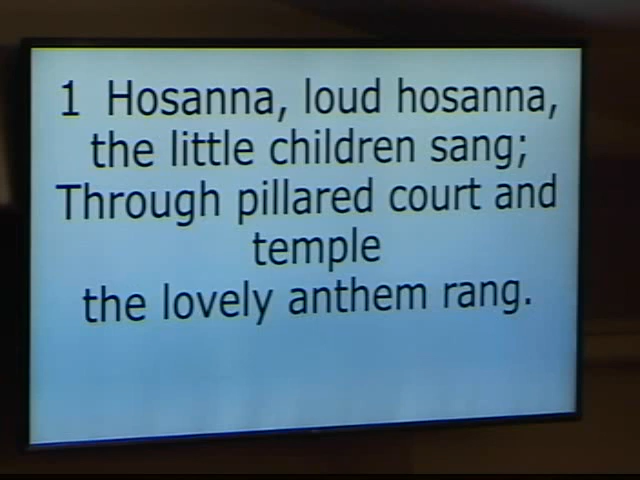 1 Hosanna, loud hosanna,
the little children sang;
Through pillared court and
temple
the lovely anthem rang.